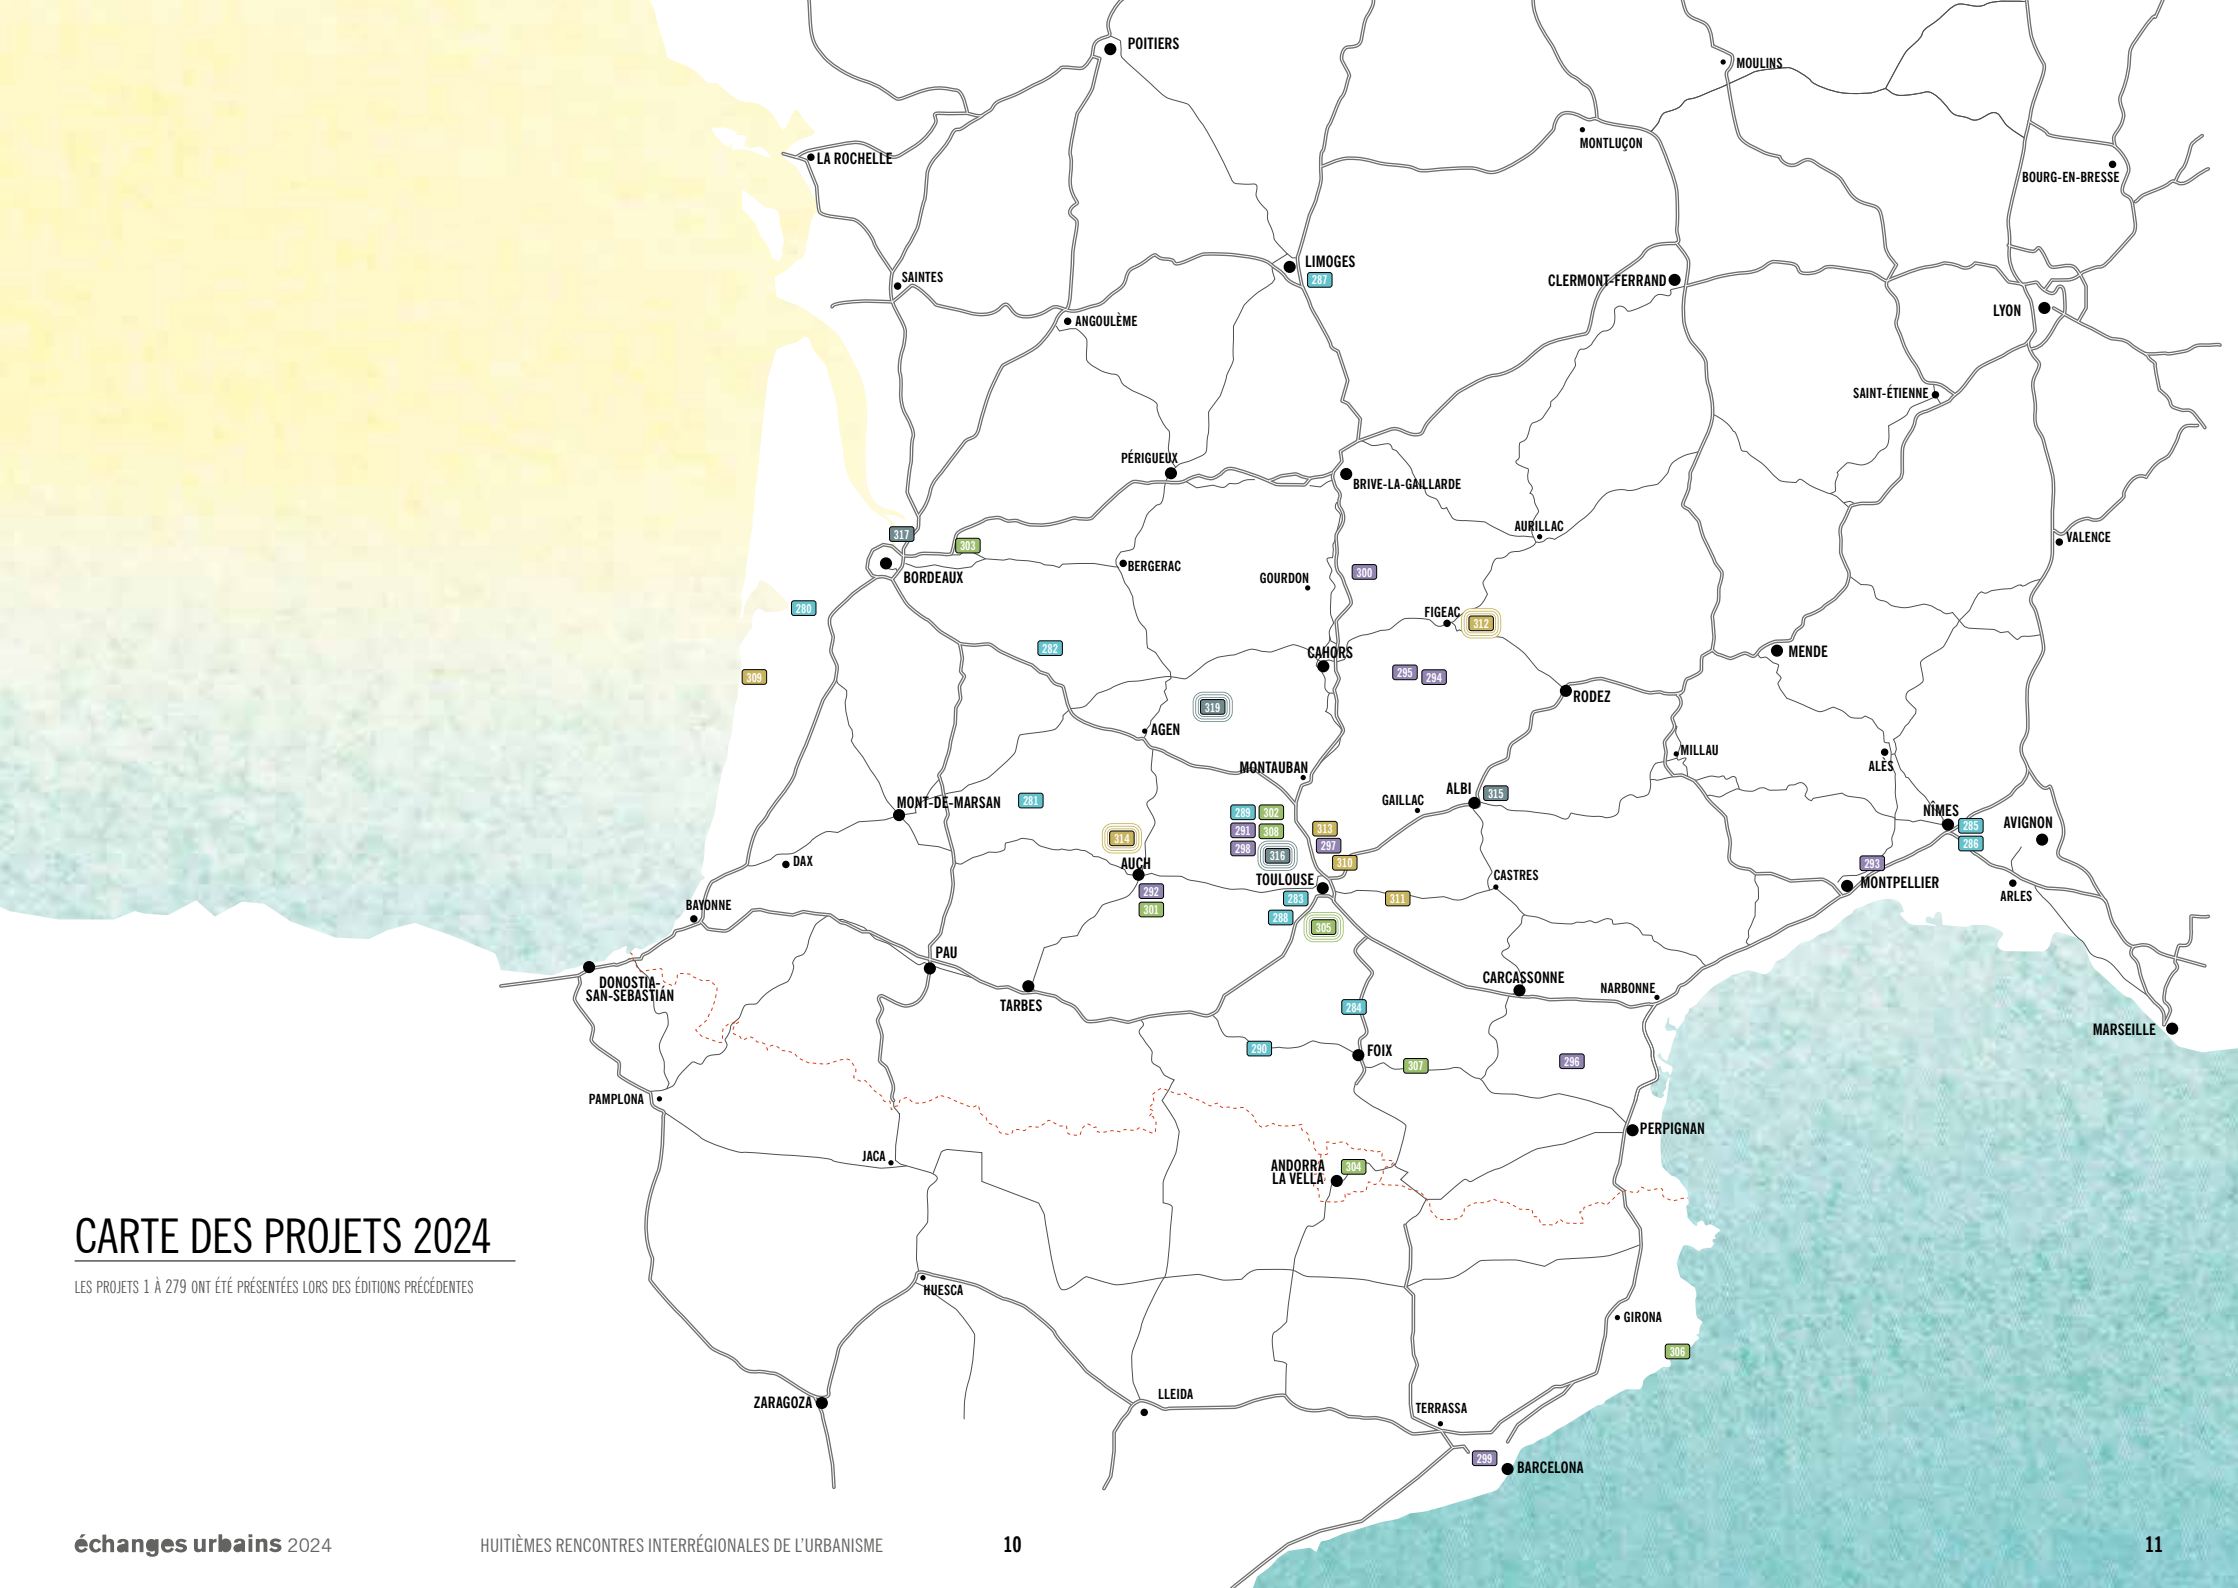 POITIERS
MOULINS
MONTLUÇON
LA ROCHELLE
BOURG-EN-BRESSE
LIMOGES
287
SAINTES
CLERMONT-FERRAND
LYON
ANGOULÈME
SAINT-ÉTIENNE
PÉRIGUEUX
BRIVE-LA-GAILLARDE
AURILLAC
317
303
VALENCE
BERGERAC
BORDEAUX
GOURDON
300
280
FIGEAC
312
282
CAHORS
MENDE
309
295
294
RODEZ
319
AGEN
MILLAU
MONTAUBAN
ALÈS
ALBI
315
MONT-DE-MARSAN
281
GAILLAC
289
302
NÎMES
285
AVIGNON
291
308
313
314
298
297
286
316
310
DAX
AUCH
293
TOULOUSE
CASTRES
MONTPELLIER
292
283
311
ARLES
BAYONNE
301
288
305
PAU
DONOSTIA-
SAN-SEBASTIÁN
CARCASSONNE
NARBONNE
TARBES
284
MARSEILLE
290
FOIX
307
296
PAMPLONA
PERPIGNAN
JACA
ANDORRA
LA VELLA
304
CARTE DES PROJETS 2024
LES PROJETS 1 À 279 ONT ÉTÉ PRÉSENTÉES LORS DES ÉDITIONS PRÉCÉDENTES
HUESCA
GIRONA
306
ZARAGOZA
LLEIDA
TERRASSA
299
BARCELONA
échanges urbains 2024
HUITIÈMES RENCONTRES INTERRÉGIONALES DE L'URBANISME
10
11